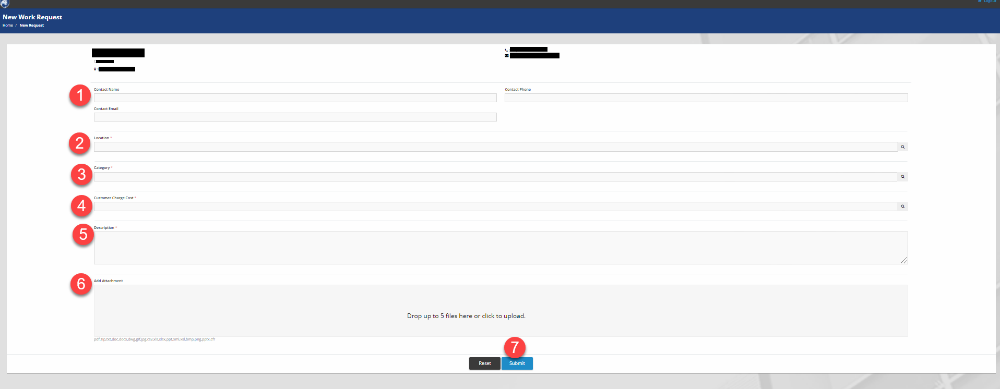 Logout
New Work Request
Home / New Request
1
Contact Name
Contact Phone
Contact Email
2
Location *
3
Category *
4
Customer Charge Cost *
5
Description *
6
Add Attachment
Drop up to 5 files here or click to upload.
pdf,zip,txt,doc,docx,dwg,gif,jpg,csv,xls,xlsx,ppt,xml,xsl,bmp,png,pptx,cfr
7
Reset
Submit